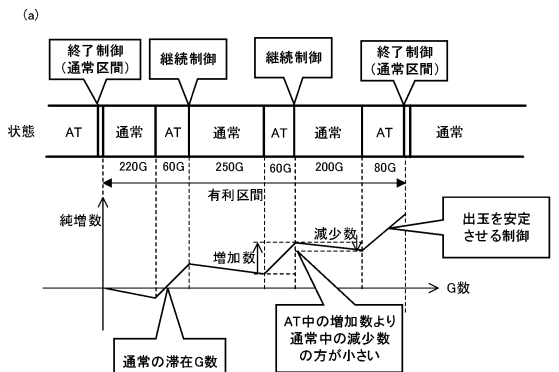 (a)
終了制御
(通常区間)
継続制御
継続制御
終了制御
(通常区間)
状態
AT
通常
AT
通常
AT
通常
AT
通常
220G
60G
250G
60G
200G
80G
有利区間
純増数
増加数
減少数
出玉を安定
させる制御
G数
通常の滞在G数
AT中の増加数より
通常中の減少数
の方が小さい